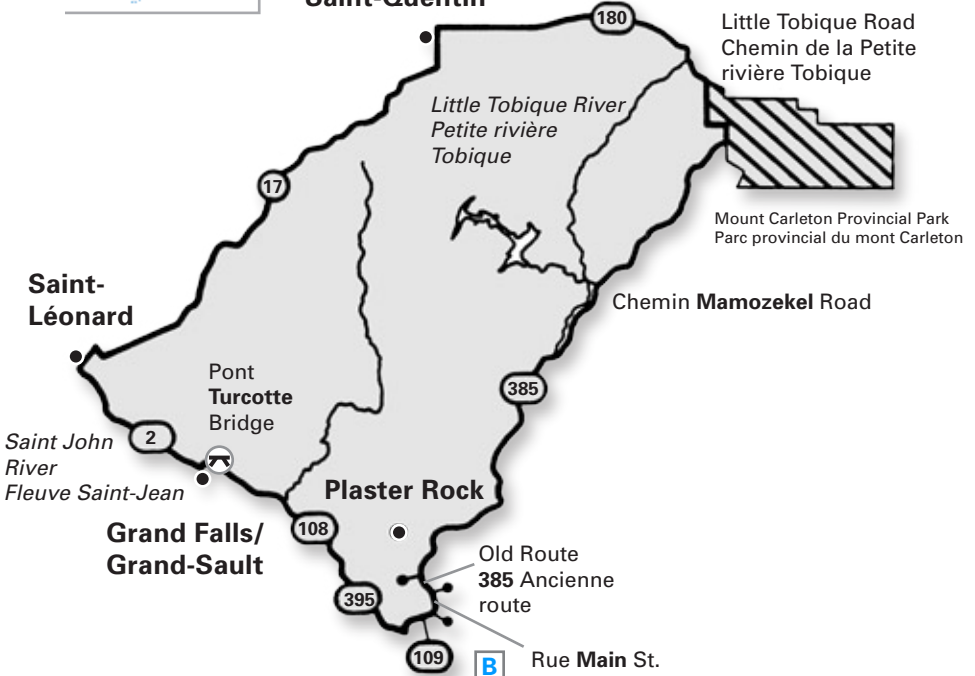 Saint-Quentin
180
Little Tobique Road
Chemin de la Petite
rivière Tobique
Little Tobique River
Petite rivière
Tobique
17
Mount Carleton Provincial Park
Parc provincial du mont Carleton
Saint-
Léonard
Chemin Mamozekel Road
Pont
Turcotte
Bridge
385
2
Saint John
River
Fleuve Saint-Jean
Plaster Rock
Grand Falls/
Grand-Sault
108
Old Route
385 Ancienne
route
395
109
B
Rue Main St.